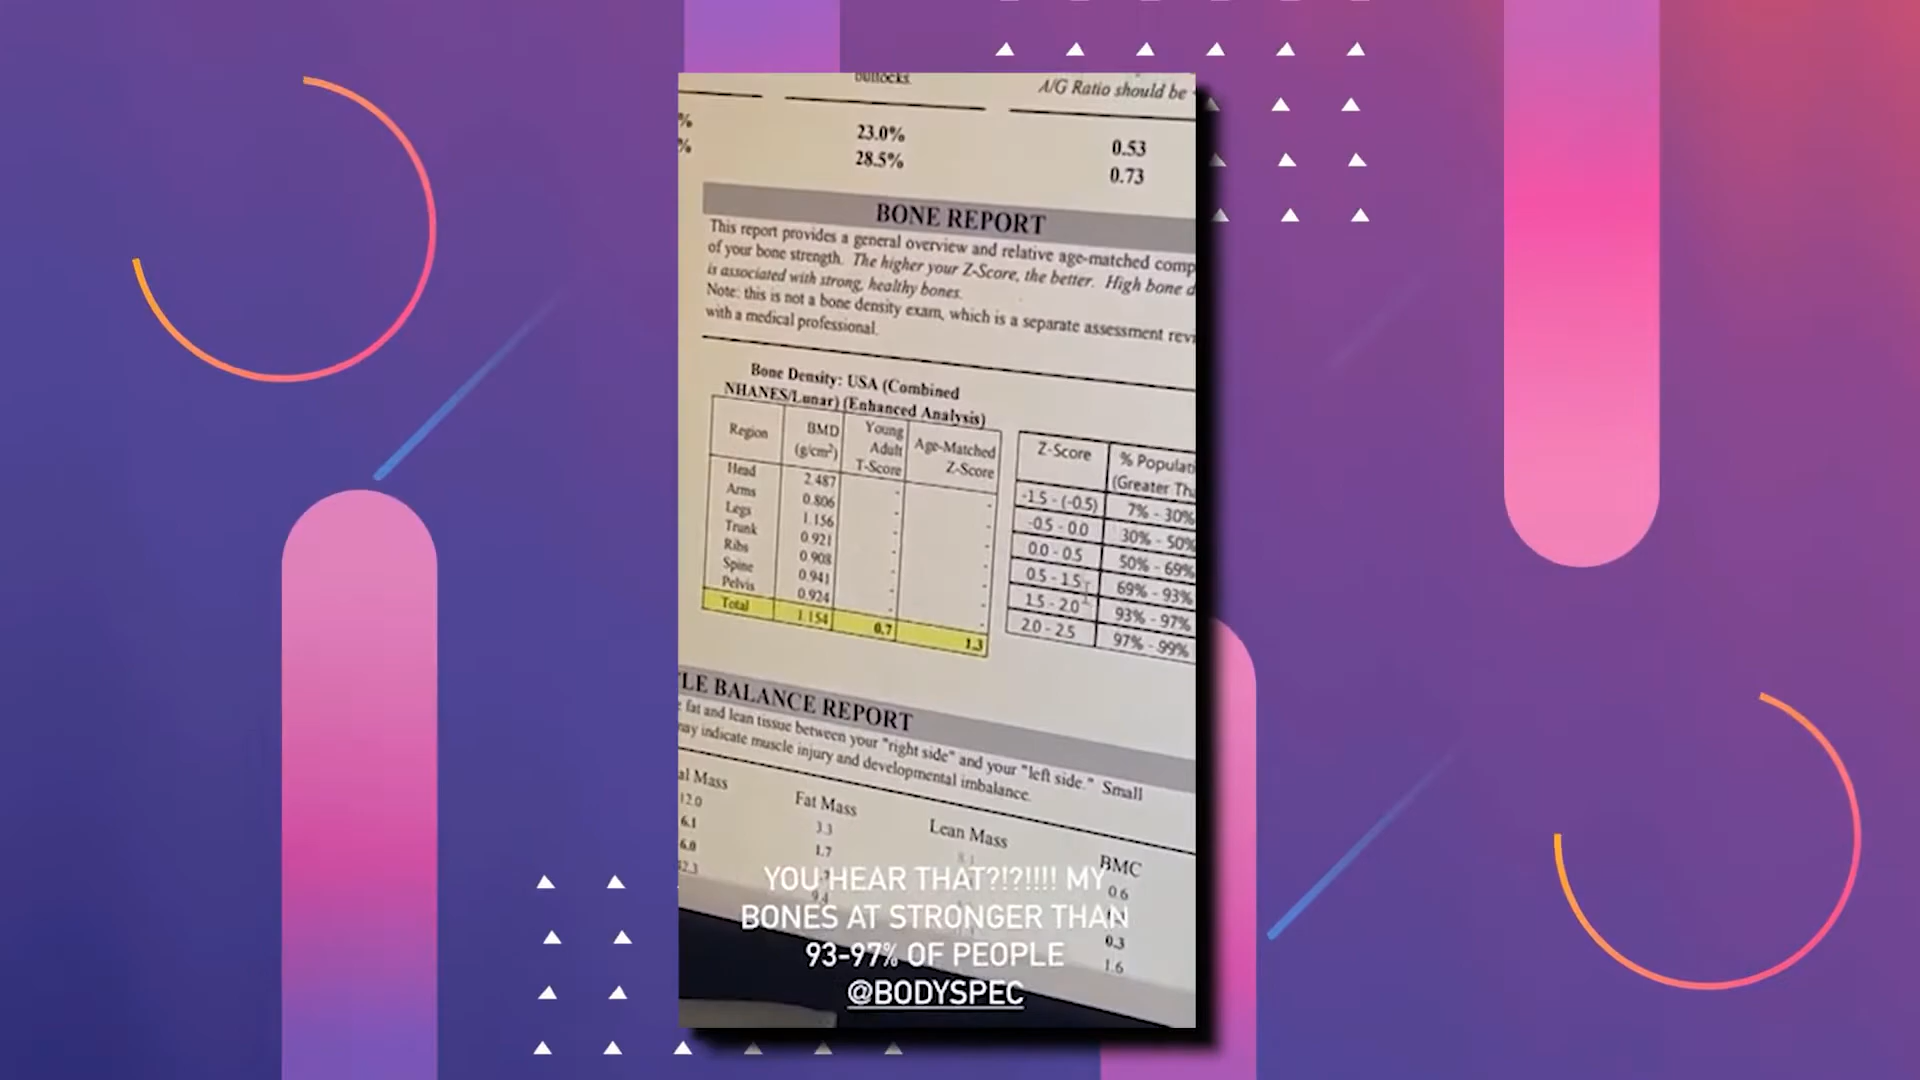 buttocks.
A/G Ratio should be
%
23.0%
0.53
%
28.5%
0.73
BONE REPORT
This report provides a general overview and relative age-matched comp
of your bone strength. The higher your Z-Score, the better. High bone d
is associated with strong, healthy bones.
Note: this is not a bone density exam, which is a separate assessment revi
with a medical professional.
Bone Density: USA (Combined
NHANES/Lunar) (Enhanced Analysis)
Region BMD (g/cm²) Young Adult T-Score Age-Matched Z-Score
Head 2.487 - -
Arms 0.806 - -
Legs 1.156 - -
Trunk 0.921 - -
Ribs 0.908 - -
Spine 0.941 - -
Pelvis 0.924 - -
Total 1.154 0.7 1.3
Z-Score % Populati (Greater Tha
-1.5 - (-0.5) 7% - 30%
-0.5 - 0.0 30% - 50%
0.0 - 0.5 50% - 69%
0.5 - 1.5 69% - 93%
1.5 - 2.0 93% - 97%
2.0 - 2.5 97% - 99%
LE BALANCE REPORT
fat and lean tissue between your "right side" and your "left side." Small
may indicate muscle injury and developmental imbalance.
al Mass Fat Mass Lean Mass BMC
12.0 3.3 8.1 0.6
6.1 1.7
6.0
9.4
0.3
1.6
YOU HEAR THAT?!?!!!! MY
BONES AT STRONGER THAN
93-97% OF PEOPLE
@BODYSPEC